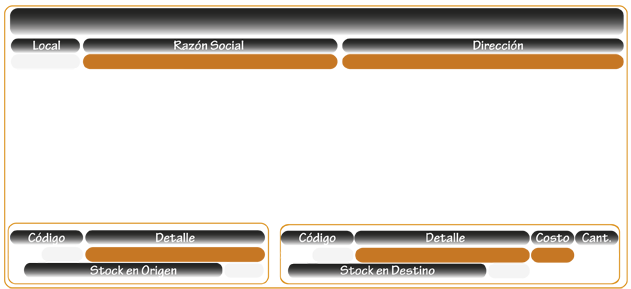 Local Razón Social Dirección
Código Detalle
Stock en Origen
Código Detalle Costo Cant.
Stock en Destino